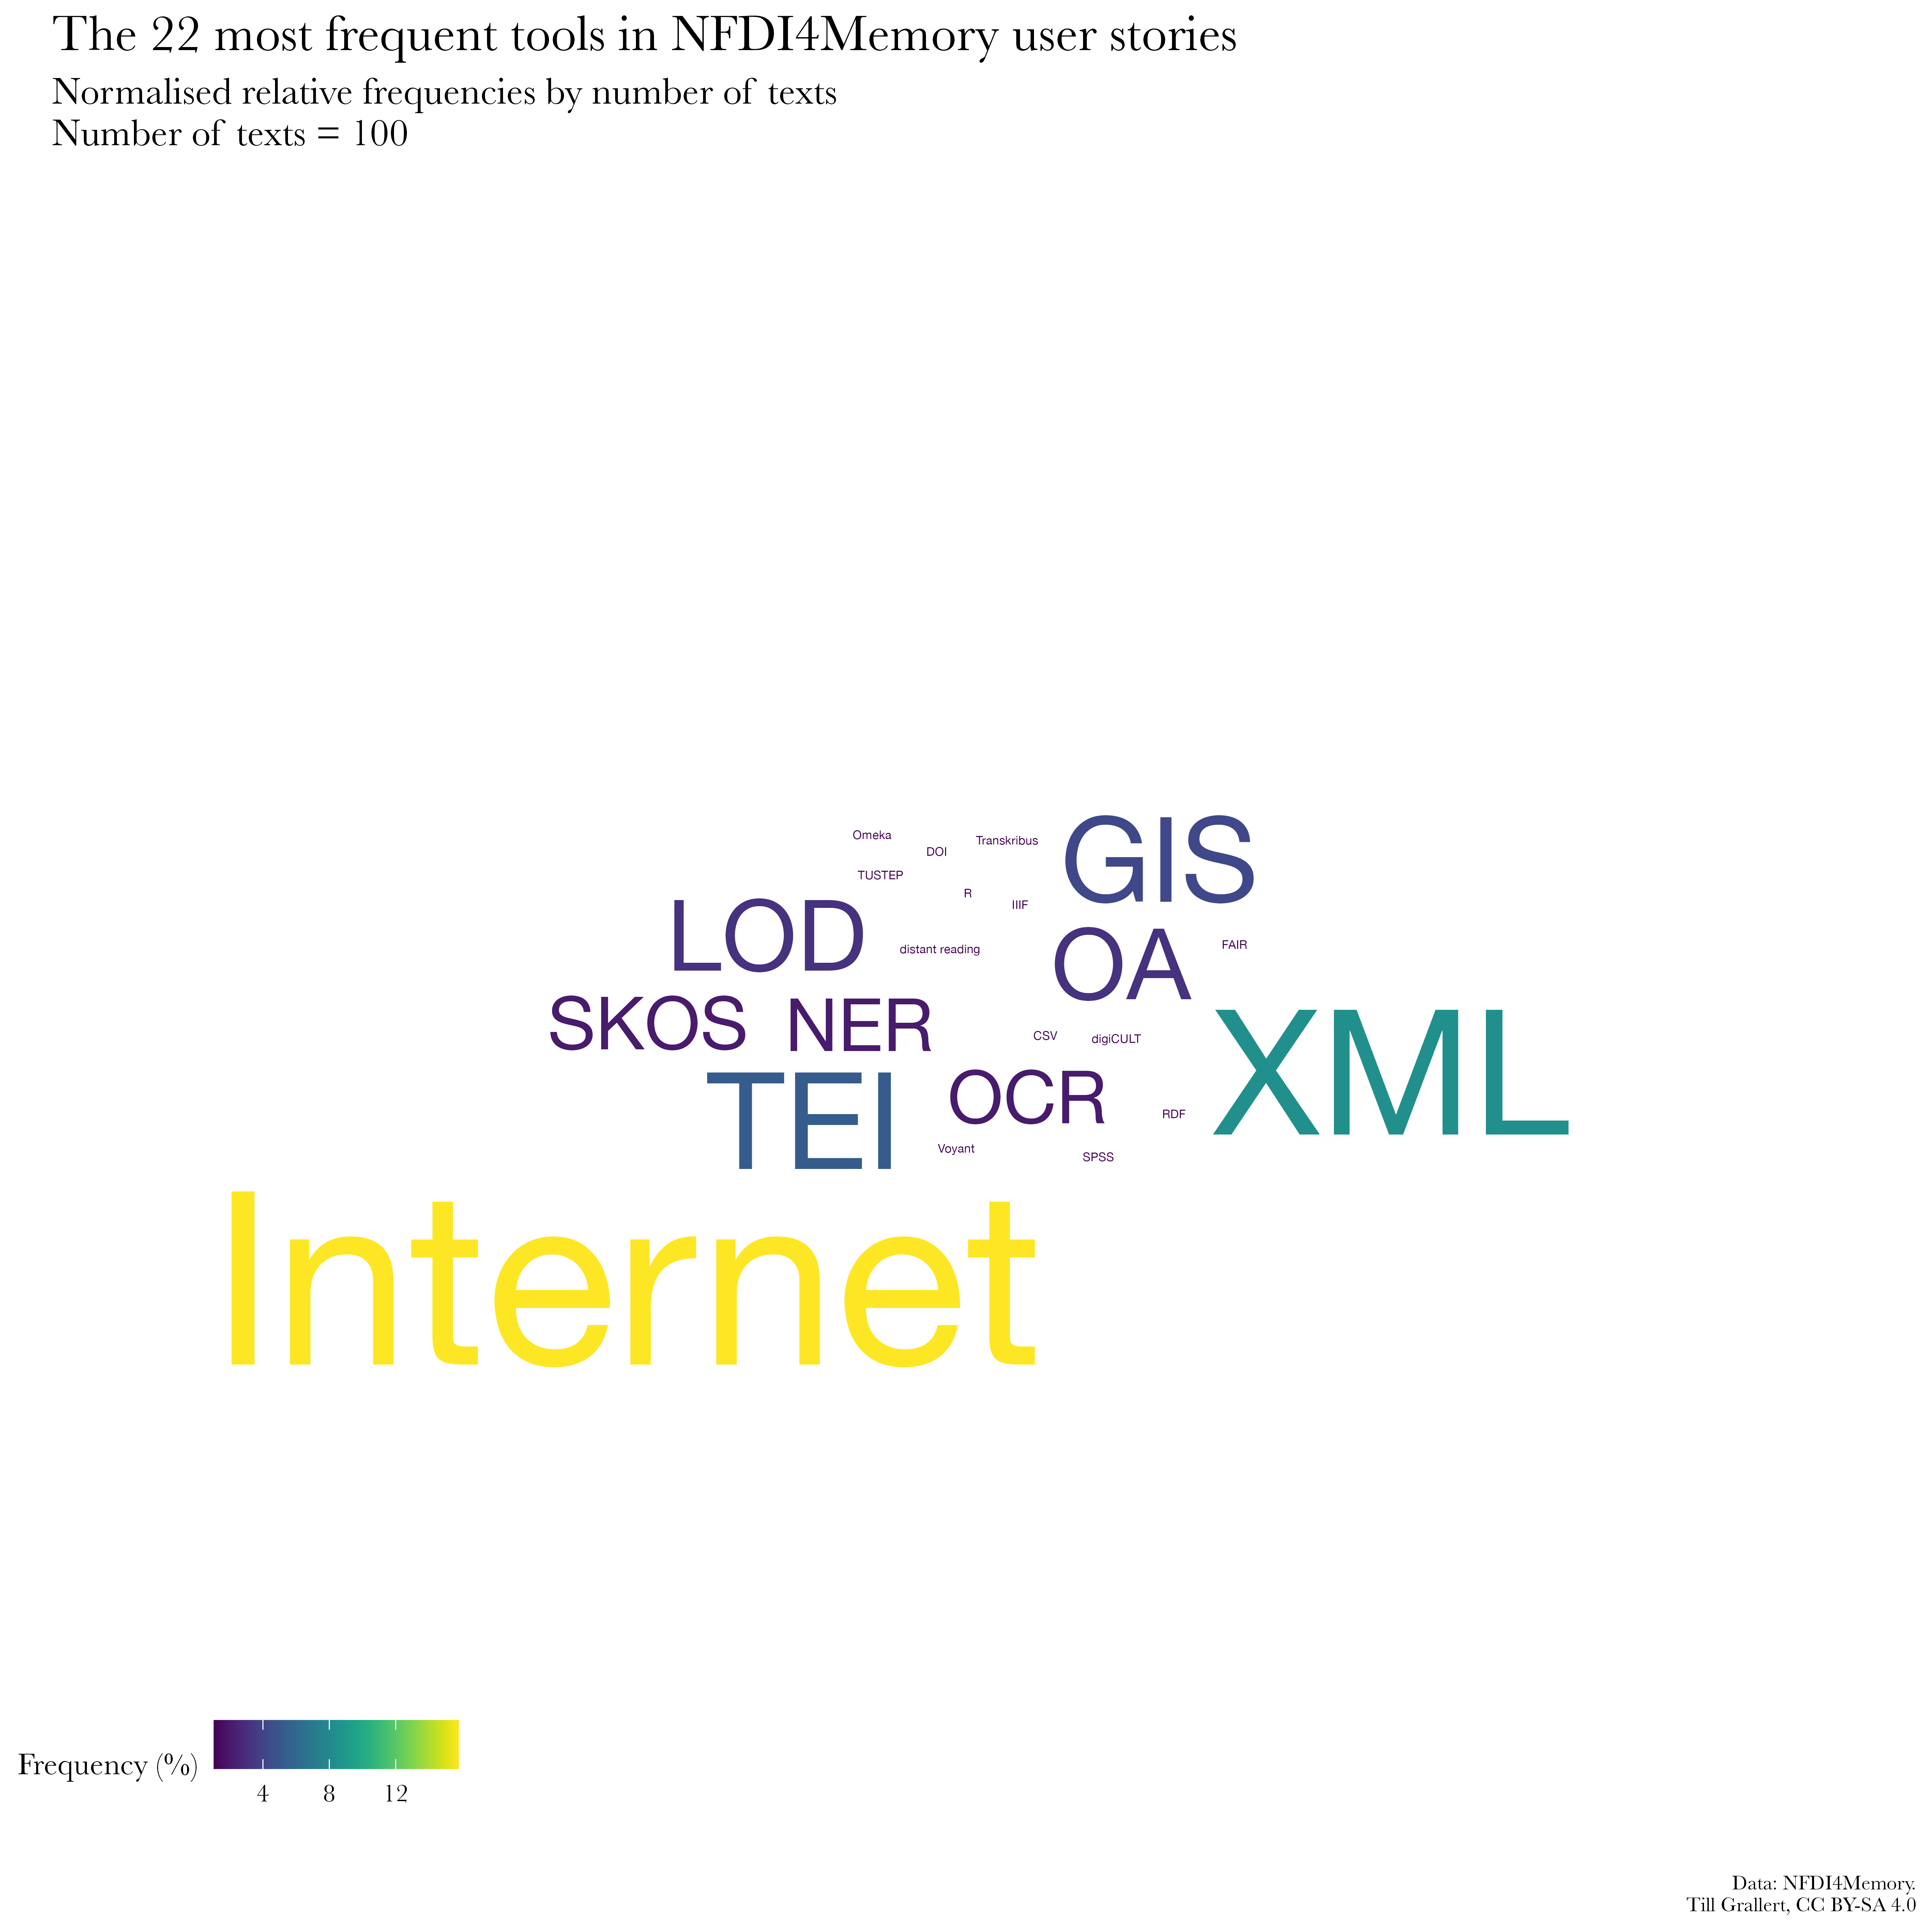 The 22 most frequent tools in NFDI4Memory user stories
Normalised relative frequencies by number of texts
Number of texts = 100
Omeka
Transkribus
GIS
DOI
TUSTEP
R
IIIF
LOD
distant reading
OA
FAIR
SKOS
NER
CSV
digiCULT
XML
TEI
OCR
RDF
Voyant
SPSS
Internet
Frequency (%)
4 8 12
Data: NFDI4Memory.
Till Grallert, CC BY-SA 4.0